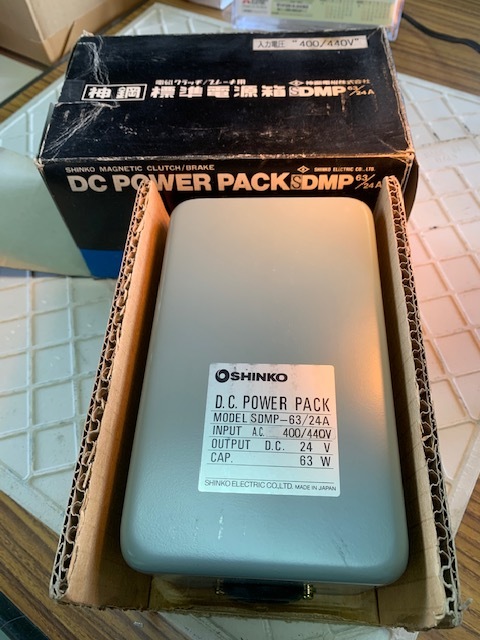 入力電圧 "400/440V"
電磁クラッチ/ブレーキ用
神鋼 標準電源箱 SDMP 63/24A
神鋼電機株式会社
SHINKO MAGNETIC CLUTCH/BRAKE
SHINKO ELECTRIC CO., LTD.
DC POWER PACK SDMP 63/24A
SHINKO
D.C. POWER PACK
MODEL SDMP-63/24A
INPUT A.C. 400/440V
OUTPUT D.C. 24 V
CAP. 63 W
SHINKO ELECTRIC CO.,LTD. MADE IN JAPAN